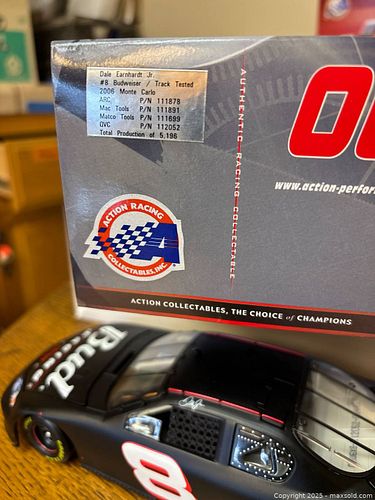 Dale Earnhardt Jr.
#8 Budweiser / Track Tested
2006 Monte Carlo
ARC P/N 111878
Mac Tools P/N 111891
Matco Tools P/N 111699
QVC P/N 112052
Total Production of 5,196
AUTHENTIC RACING COLLECTABLE
www.action-perfor
ACTION RACING
COLLECTABLES, INC.
ACTION COLLECTABLES, THE CHOICE of CHAMPIONS
Bud
8
Copyright © 2025 - maxsold.com